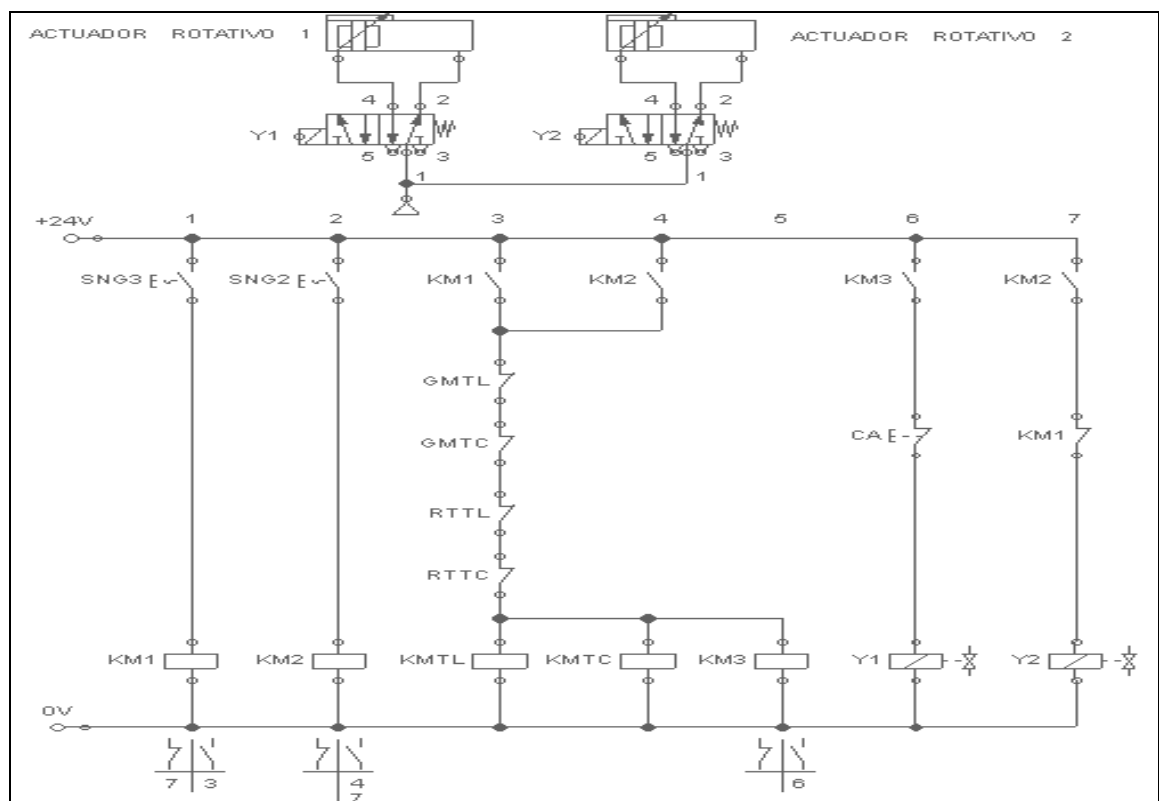 ACTUADOR ROTATIVO 1
ACTUADOR ROTATIVO 2
4 2
4 2
Y1
Y2
5 3
5 3
1
1
+24V
1 2 3 4 5 6 7
SNG3
SNG2
KM1
KM2
KM3
KM2
GMTL
GMTC
CA
KM1
RTTL
RTTC
KM1
KM2
KMTL
KMTC
KM3
Y1
Y2
0V
7 3
4
7
6